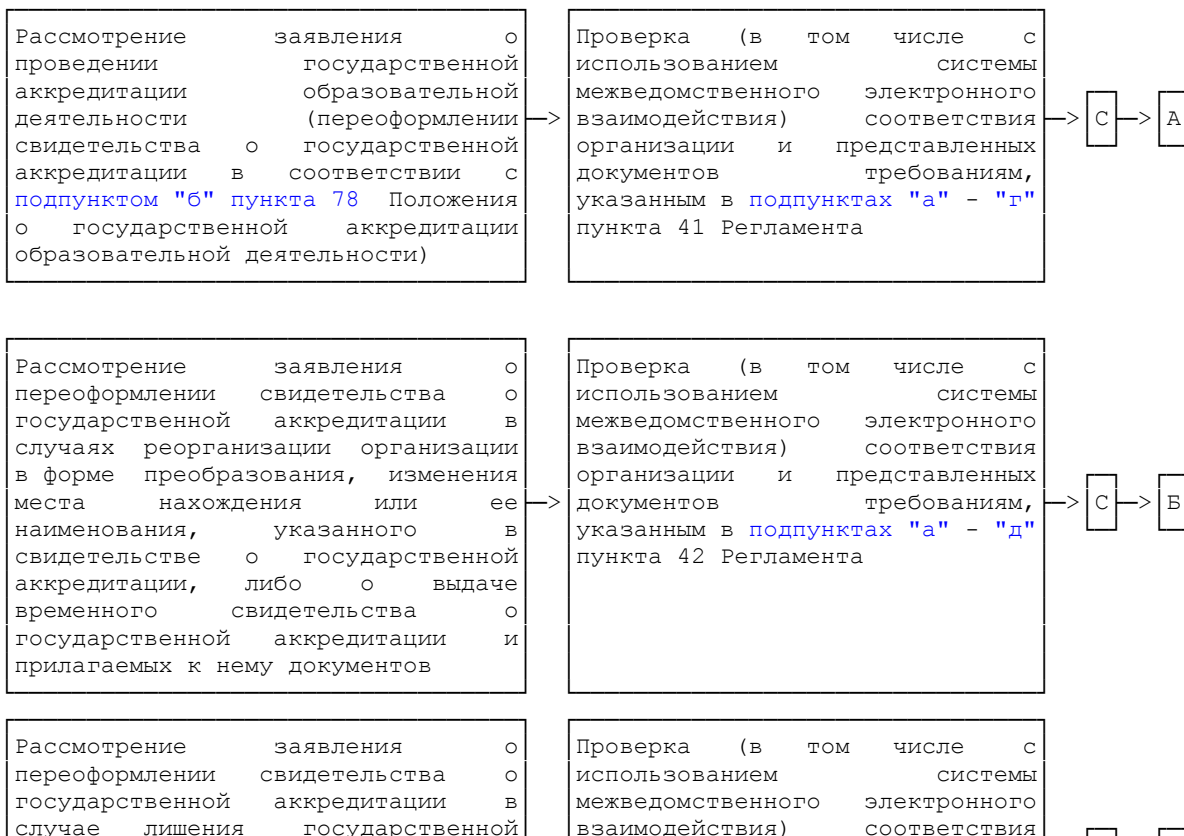 Рассмотрение заявления о
проведении государственной
аккредитации образовательной
деятельности (переоформлении
свидетельства о государственной
аккредитации в соответствии с
подпунктом "б" пункта 78 Положения
о государственной аккредитации
образовательной деятельности)
Проверка (в том числе с
использованием системы
межведомственного электронного
взаимодействия) соответствия
организации и представленных
документов требованиям,
указанным в подпунктах "а" - "г"
пункта 41 Регламента
С
А
Рассмотрение заявления о
переоформлении свидетельства о
государственной аккредитации в
случаях реорганизации организации
в форме преобразования, изменения
места нахождения или ее
наименования, указанного в
свидетельстве о государственной
аккредитации, либо о выдаче
временного свидетельства о
государственной аккредитации и
прилагаемых к нему документов
Проверка (в том числе с
использованием системы
межведомственного электронного
взаимодействия) соответствия
организации и представленных
документов требованиям,
указанным в подпунктах "а" - "д"
пункта 42 Регламента
С
Б
Рассмотрение заявления о
переоформлении свидетельства о
государственной аккредитации в
случае лишения государственной
Проверка (в том числе с
использованием системы
межведомственного электронного
взаимодействия) соответствия